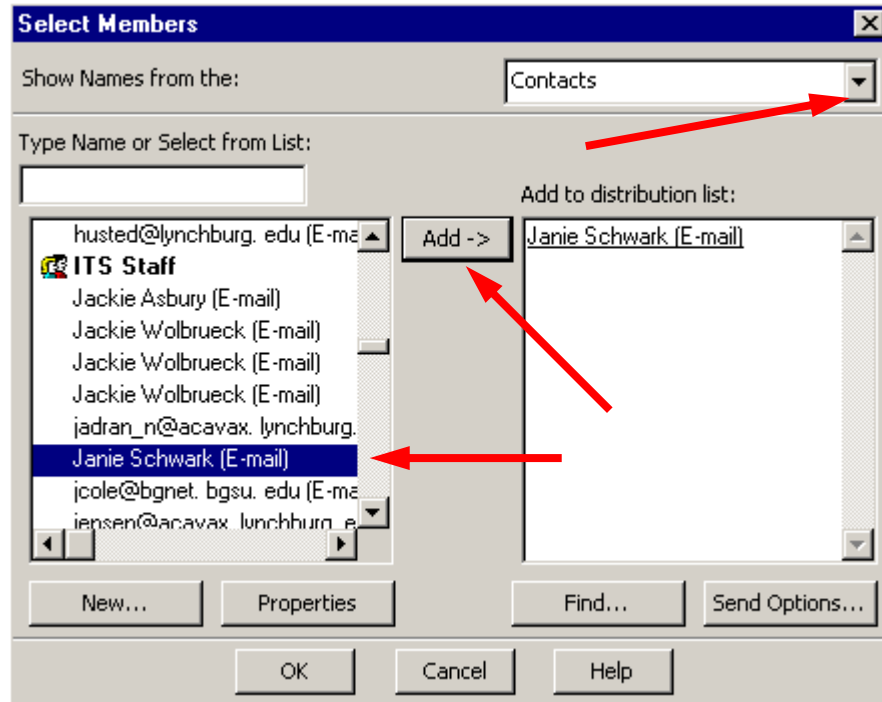 Select Members
Show Names from the:
Contacts
Type Name or Select from List:
Add to distribution list:
husted@lynchburg. edu (E-ma
ITS Staff
Jackie Asbury (E-mail)
Jackie Wolbrueck (E-mail)
Jackie Wolbrueck (E-mail)
Jackie Wolbrueck (E-mail)
jadran_n@acavax. lynchburg.
Janie Schwark (E-mail)
jcole@bgnet. bgsu. edu (E-ma
jensen@acavax. lynchburg. e
Add ->
Janie Schwark (E-mail)
New...
Properties
Find...
Send Options...
OK
Cancel
Help